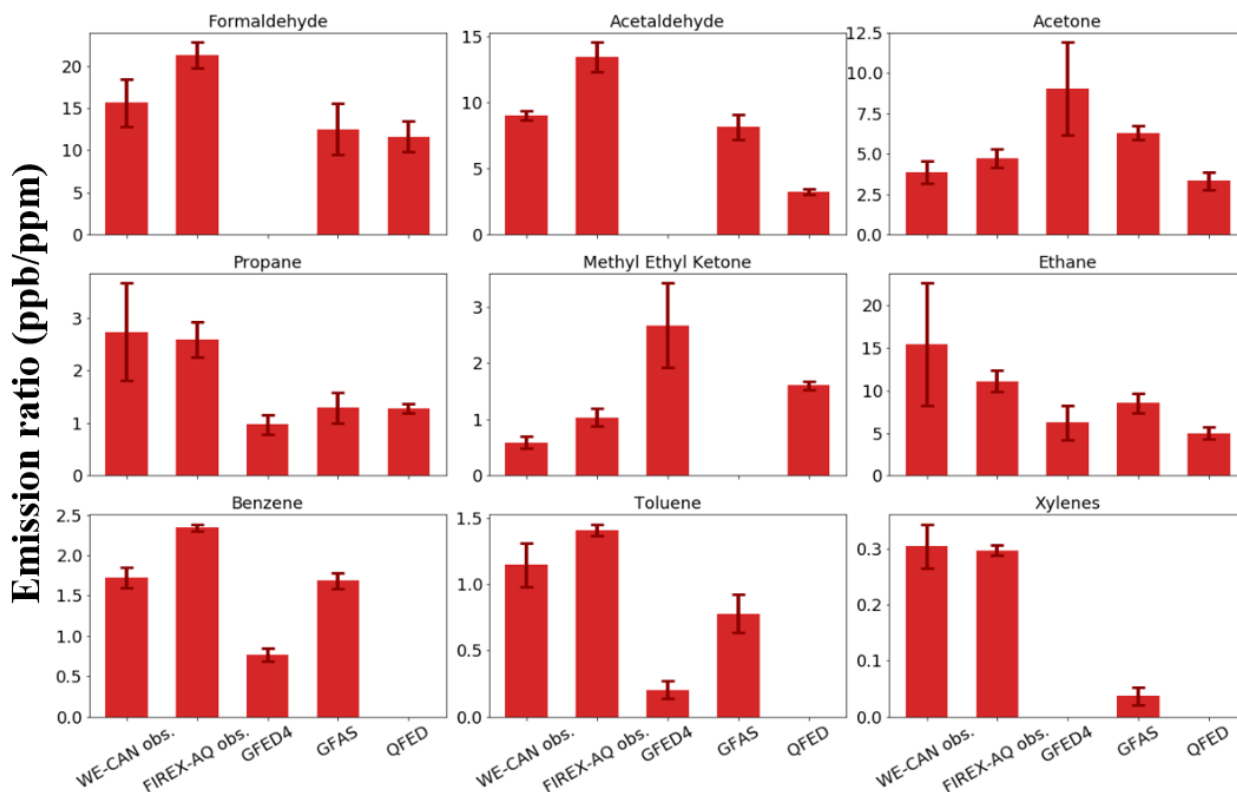 Emission ratio (ppb/ppm)
Formaldehyde
20
15
10
5
0
Acetaldehyde
15
10
5
0
Acetone
12.5
10.0
7.5
5.0
2.5
0.0
Propane
3
2
1
0
Methyl Ethyl Ketone
3
2
1
0
Ethane
20
15
10
5
0
Benzene
2.5
2.0
1.5
1.0
0.5
0.0
WE-CAN obs.
FIREX-AQ obs.
GFED4
GFAS
QFED
Toluene
1.5
1.0
0.5
0.0
WE-CAN obs.
FIREX-AQ obs.
GFED4
GFAS
QFED
Xylenes
0.3
0.2
0.1
0.0
WE-CAN obs.
FIREX-AQ obs.
GFED4
GFAS
QFED